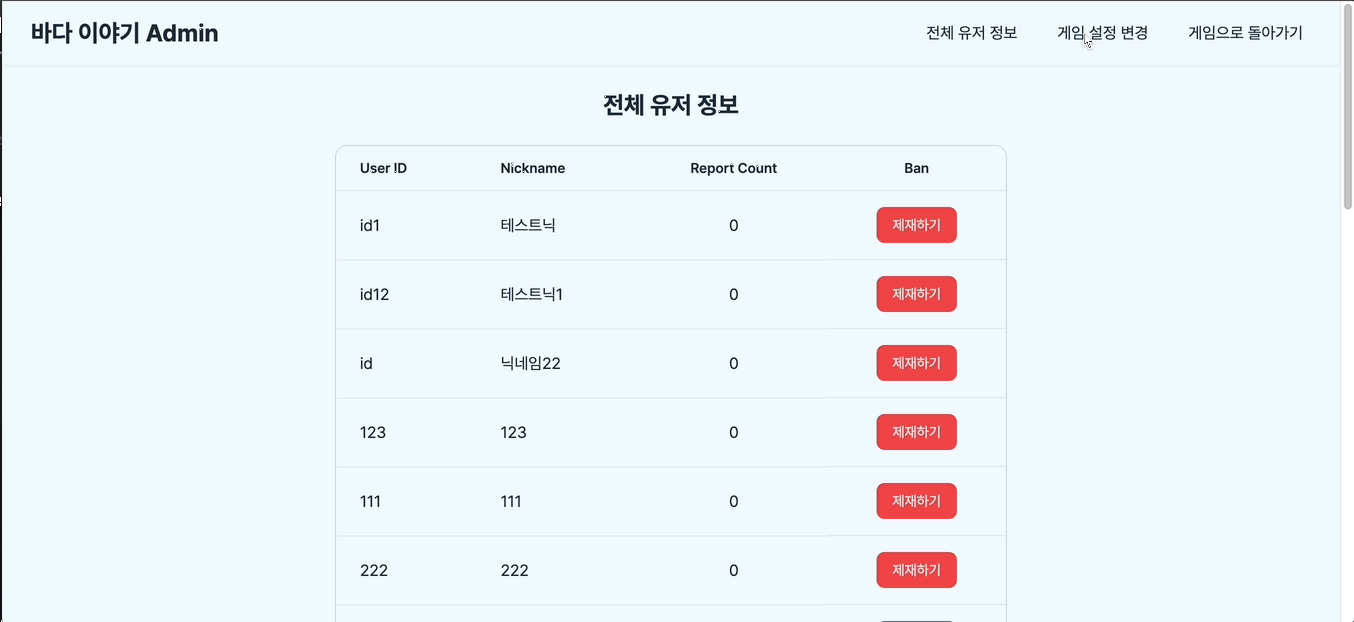 바다 이야기 Admin 전체 유저 정보 게임 설정 변경 게임으로 돌아가기
전체 유저 정보
User ID Nickname Report Count Ban
id1 테스트닉 0 제재하기
id12 테스트닉1 0 제재하기
id 닉네임22 0 제재하기
123 123 0 제재하기
111 111 0 제재하기
222 222 0 제재하기